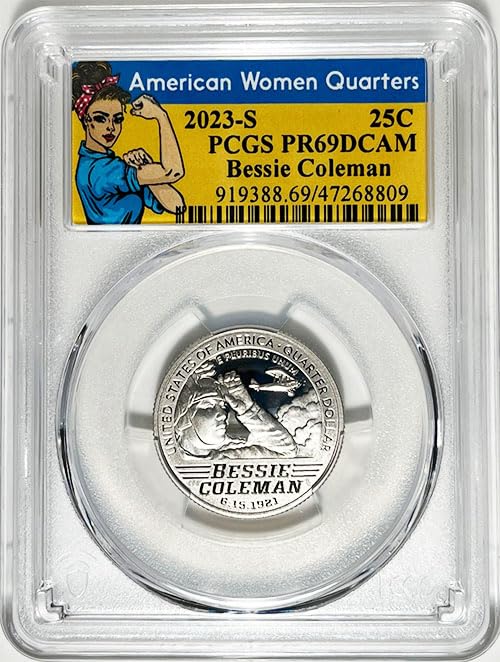 American Women Quarters
2023-S 25C
PCGS PR69DCAM
Bessie Coleman
919388.69/47268809
UNITED STATES OF AMERICA · QUARTER DOLLAR
E PLURIBUS UNUM
BESSIE
COLEMAN
6.15.1921